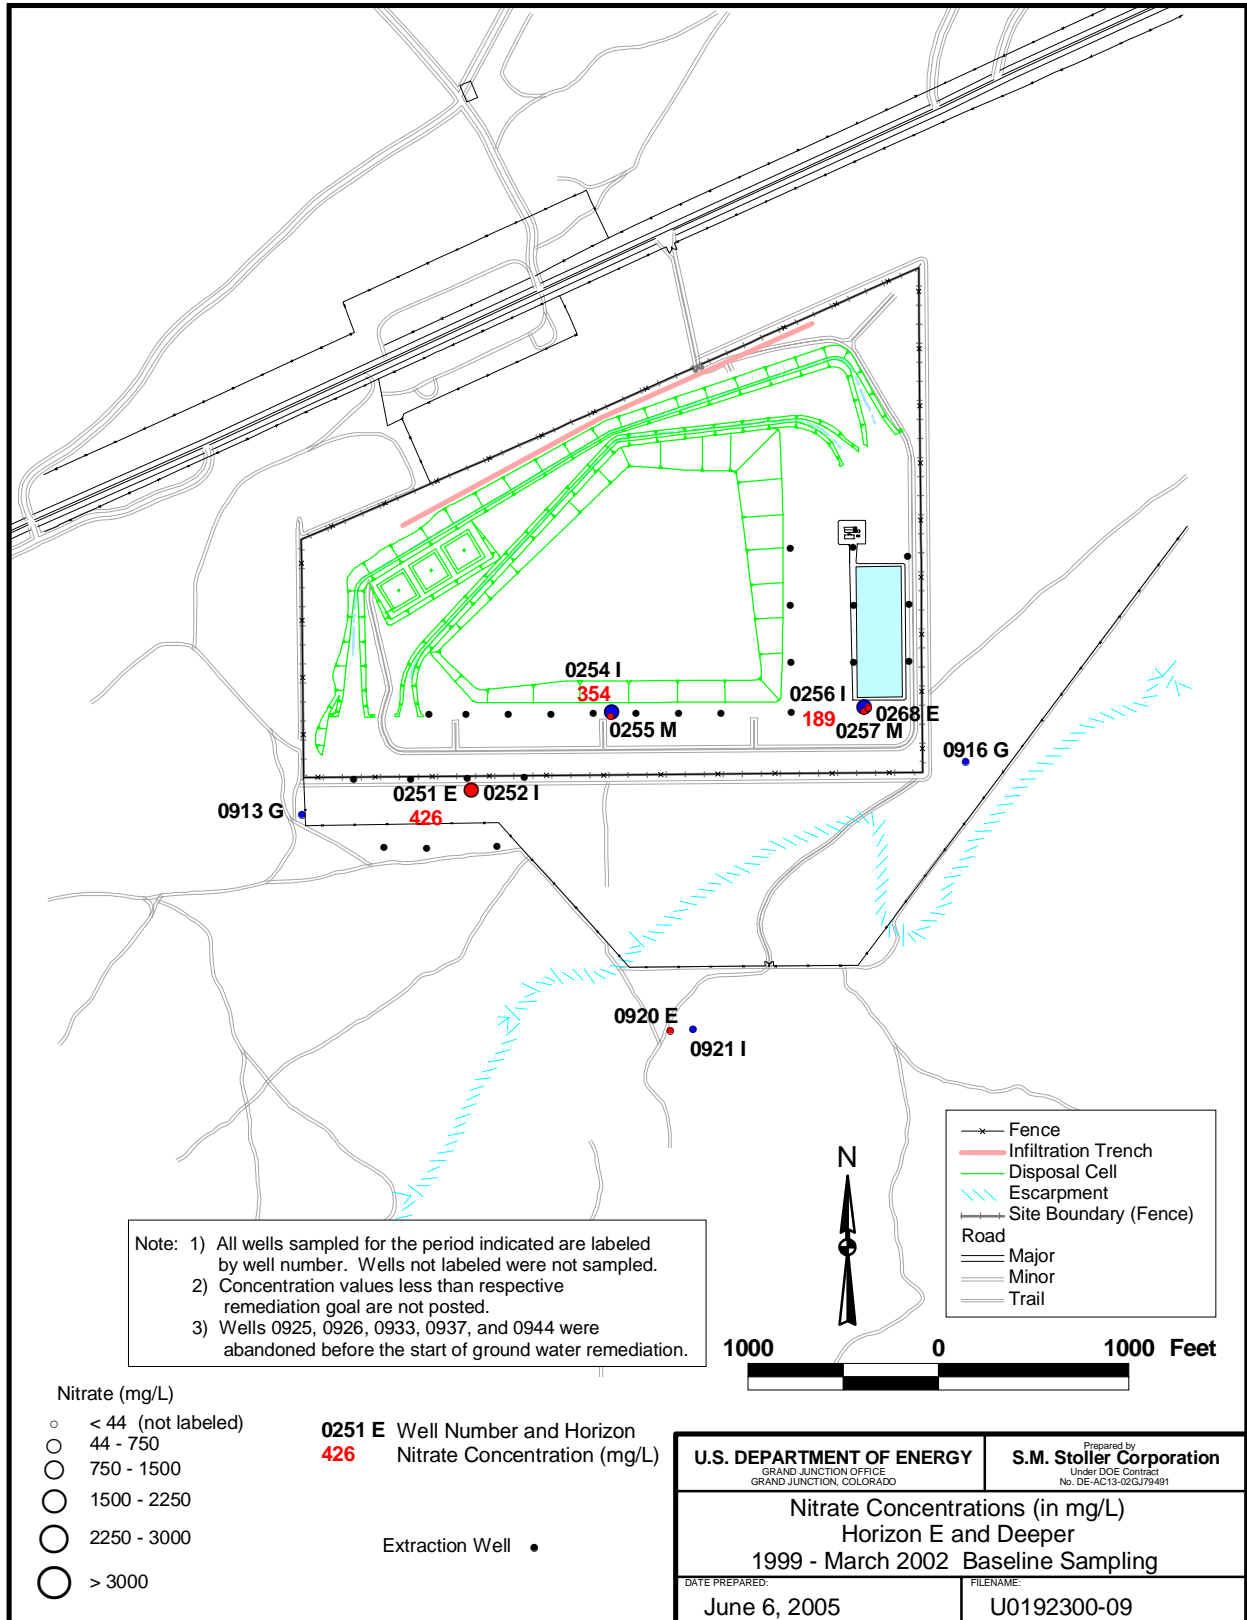 0254 I
354
0255 M
0256 I
189
0268 E
0257 M
0916 G
0251 E
0252 I
426
0913 G
0920 E
0921 I
Fence
Infiltration Trench
Disposal Cell
Escarpment
Site Boundary (Fence)
Road
Major
Minor
Trail
N
1000 0 1000 Feet
Note: 1) All wells sampled for the period indicated are labeled
by well number. Wells not labeled were not sampled.
2) Concentration values less than respective
remediation goal are not posted.
3) Wells 0925, 0926, 0933, 0937, and 0944 were
abandoned before the start of ground water remediation.
Nitrate (mg/L)
< 44 (not labeled)
44 - 750
750 - 1500
1500 - 2250
2250 - 3000
> 3000
0251 E Well Number and Horizon
426 Nitrate Concentration (mg/L)
Extraction Well
U.S. DEPARTMENT OF ENERGY
GRAND JUNCTION OFFICE
GRAND JUNCTION, COLORADO
Prepared by
S.M. Stoller Corporation
Under DOE Contract
No. DE-AC13-02GJ79491
Nitrate Concentrations (in mg/L)
Horizon E and Deeper
1999 - March 2002 Baseline Sampling
DATE PREPARED:
June 6, 2005
FILENAME:
U0192300-09